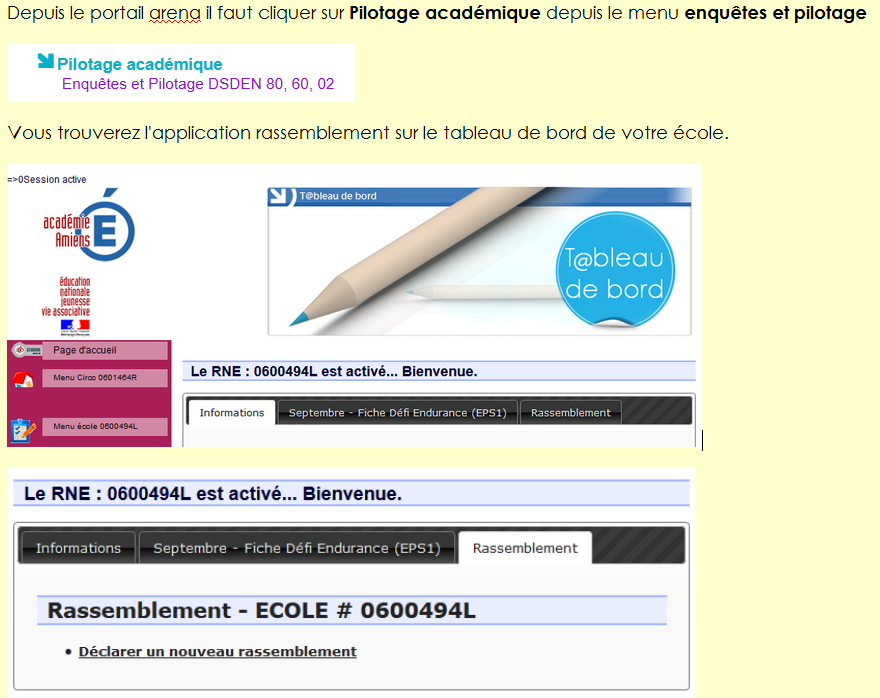 Depuis le portail arena il faut cliquer sur Pilotage académique depuis le menu enquêtes et pilotage
Pilotage académique
Enquêtes et Pilotage DSDEN 80, 60, 02
Vous trouverez l'application rassemblement sur le tableau de bord de votre école.
=>0Session active
académie
Amiens
É
éducation
nationale
jeunesse
vie associative
T@bleau de bord
T@bleau
de bord
Page d'accueil
Menu Circo 0601464R
Menu école 0600494L
Le RNE : 0600494L est activé... Bienvenue.
Informations
Septembre - Fiche Défi Endurance (EPS1)
Rassemblement
Le RNE : 0600494L est activé... Bienvenue.
Informations
Septembre - Fiche Défi Endurance (EPS1)
Rassemblement
Rassemblement - ECOLE # 0600494L
• Déclarer un nouveau rassemblement